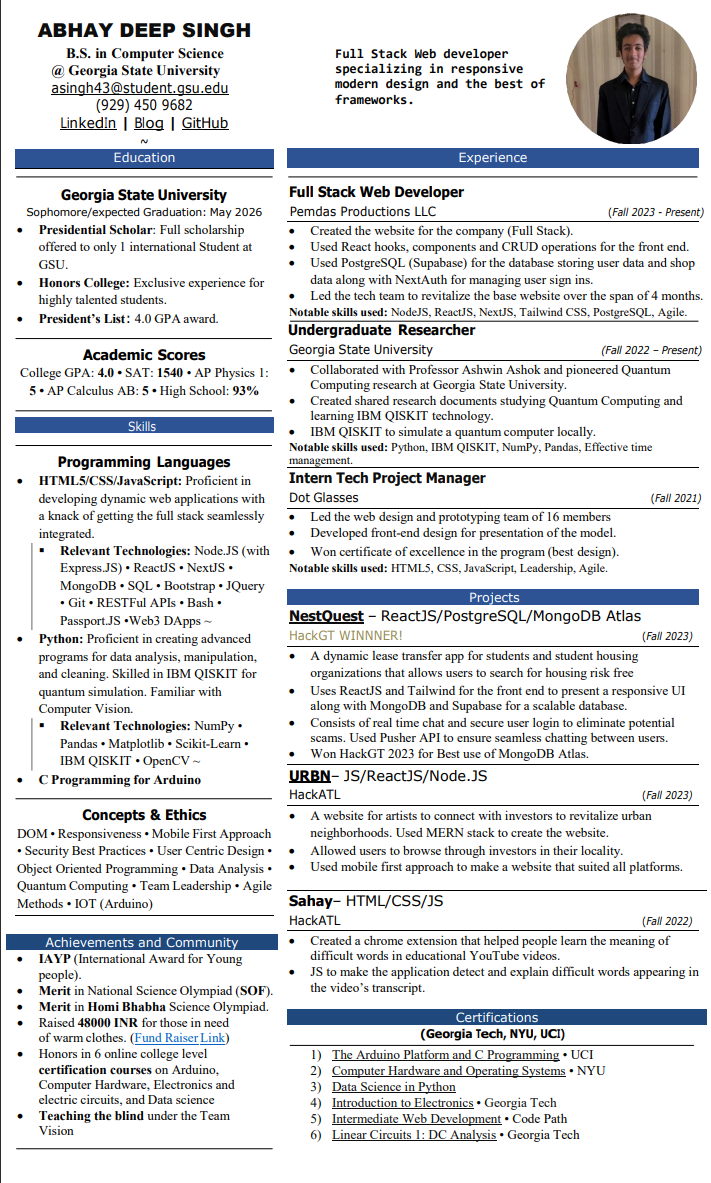 ABHAY DEEP SINGH
B.S. in Computer Science
@ Georgia State University
asingh43@student.gsu.edu
(929) 450 9682
LinkedIn | Blog | GitHub
~
Full Stack Web developer
specializing in responsive
modern design and the best of
frameworks.
Education
Georgia State University
Sophomore/expected Graduation: May 2026
• Presidential Scholar: Full scholarship
offered to only 1 international Student at
GSU.
• Honors College: Exclusive experience for
highly talented students.
• President's List: 4.0 GPA award.
Academic Scores
College GPA: 4.0 • SAT: 1540 • AP Physics 1:
5 • AP Calculus AB: 5 • High School: 93%
Skills
Programming Languages
• HTML5/CSS/JavaScript: Proficient in
developing dynamic web applications with
a knack of getting the full stack seamlessly
integrated.
▪ Relevant Technologies: Node.JS (with
Express.JS) • ReactJS • NextJS •
MongoDB • SQL • Bootstrap • JQuery
• Git • RESTFul APIs • Bash •
Passport.JS •Web3 DApps ~
• Python: Proficient in creating advanced
programs for data analysis, manipulation,
and cleaning. Skilled in IBM QISKIT for
quantum simulation. Familiar with
Computer Vision.
▪ Relevant Technologies: NumPy •
Pandas • Matplotlib • Scikit-Learn •
IBM QISKIT • OpenCV ~
• C Programming for Arduino
Concepts & Ethics
DOM • Responsiveness • Mobile First Approach
• Security Best Practices • User Centric Design •
Object Oriented Programming • Data Analysis •
Quantum Computing • Team Leadership • Agile
Methods • IOT (Arduino)
Achievements and Community
• IAYP (International Award for Young
people).
• Merit in National Science Olympiad (SOF).
• Merit in Homi Bhabha Science Olympiad.
• Raised 48000 INR for those in need
of warm clothes. (Fund Raiser Link)
• Honors in 6 online college level
certification courses on Arduino,
Computer Hardware, Electronics and
electric circuits, and Data science
• Teaching the blind under the Team
Vision
Experience
Full Stack Web Developer
Pemdas Productions LLC (Fall 2023 - Present)
• Created the website for the company (Full Stack).
• Used React hooks, components and CRUD operations for the front end.
• Used PostgreSQL (Supabase) for the database storing user data and shop
data along with NextAuth for managing user sign ins.
• Led the tech team to revitalize the base website over the span of 4 months.
Notable skills used: NodeJS, ReactJS, NextJS, Tailwind CSS, PostgreSQL, Agile.
Undergraduate Researcher
Georgia State University (Fall 2022 – Present)
• Collaborated with Professor Ashwin Ashok and pioneered Quantum
Computing research at Georgia State University.
• Created shared research documents studying Quantum Computing and
learning IBM QISKIT technology.
• IBM QISKIT to simulate a quantum computer locally.
Notable skills used: Python, IBM QISKIT, NumPy, Pandas, Effective time
management.
Intern Tech Project Manager
Dot Glasses (Fall 2021)
• Led the web design and prototyping team of 16 members
• Developed front-end design for presentation of the model.
• Won certificate of excellence in the program (best design).
Notable skills used: HTML5, CSS, JavaScript, Leadership, Agile.
Projects
NestQuest – ReactJS/PostgreSQL/MongoDB Atlas
HackGT WINNNER! (Fall 2023)
• A dynamic lease transfer app for students and student housing
organizations that allows users to search for housing risk free
• Uses ReactJS and Tailwind for the front end to present a responsive UI
along with MongoDB and Supabase for a scalable database.
• Consists of real time chat and secure user login to eliminate potential
scams. Used Pusher API to ensure seamless chatting between users.
• Won HackGT 2023 for Best use of MongoDB Atlas.
URBN– JS/ReactJS/Node.JS
HackATL (Fall 2023)
• A website for artists to connect with investors to revitalize urban
neighborhoods. Used MERN stack to create the website.
• Allowed users to browse through investors in their locality.
• Used mobile first approach to make a website that suited all platforms.
Sahay– HTML/CSS/JS
HackATL (Fall 2022)
• Created a chrome extension that helped people learn the meaning of
difficult words in educational YouTube videos.
• JS to make the application detect and explain difficult words appearing in
the video's transcript.
Certifications
(Georgia Tech, NYU, UCI)
1) The Arduino Platform and C Programming • UCI
2) Computer Hardware and Operating Systems • NYU
3) Data Science in Python
4) Introduction to Electronics • Georgia Tech
5) Intermediate Web Development • Code Path
6) Linear Circuits 1: DC Analysis • Georgia Tech